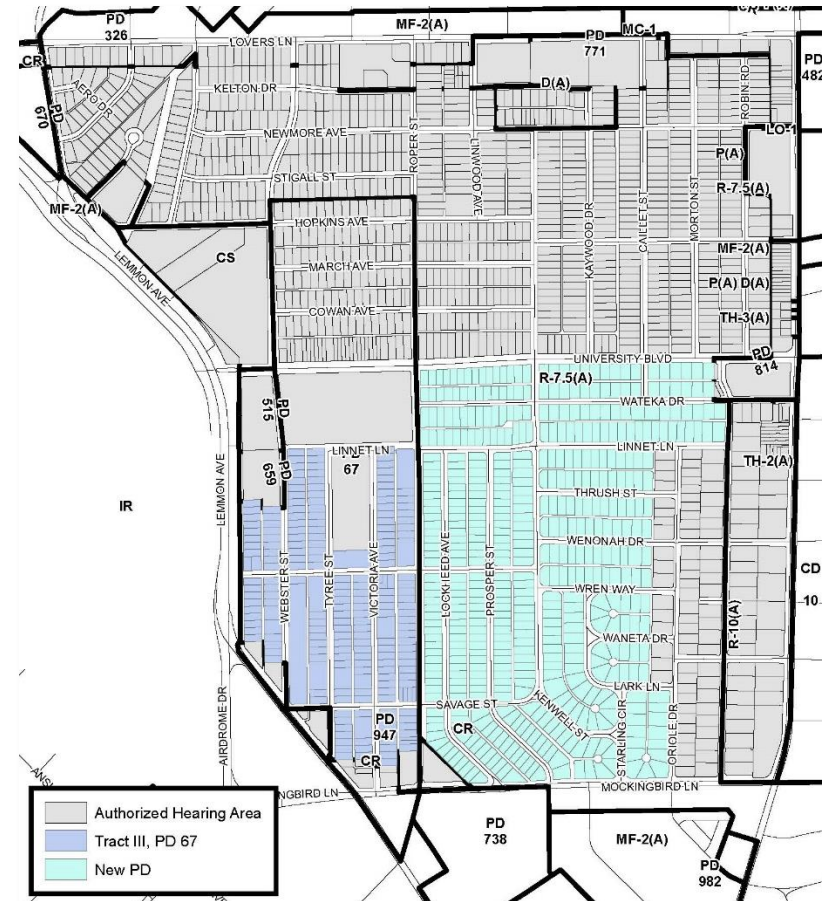 PD
326
MF-2(A)
MC-1
LOVERS LN
PD
771
PD
482
CR
KELTON DR
D(A)
ROBIN RD
AERO DR
PD
670
NEWMORE AVE
ROPER ST
LINWOOD AVE
LO-1
P(A)
STIGALL ST
R-7.5(A)
MF-2(A)
HOPKINS AVE
KAYWOOD DR
CAILLET ST
MORTON ST
LEMMON AVE
CS
MF-2(A)
MARCH AVE
P(A) D(A)
COWAN AVE
TH-3(A)
UNIVERSITY BLVD
PD
814
R-7.5(A)
PD
515
WATEKA DR
LINNET LN
67
LINNET LN
PD
659
TH-2(A)
THRUSH ST
IR
LEMMON AVE
WENONAH DR
WEBSTER ST
TYREE ST
VICTORIA AVE
LOCKHEED AVE
PROSPER ST
WREN WAY
CD
10
R-10(A)
WANETA DR
LARK LN
SAVAGE ST
KENWELL ST
AIRDROME DR
PD
947
CR
STARLING CIR
ORIOLE DR
CR
NGBIRD LN
MOCKINGBIRD LN
Authorized Hearing Area
Tract III, PD 67
New PD
PD
738
MF-2(A)
PD
982